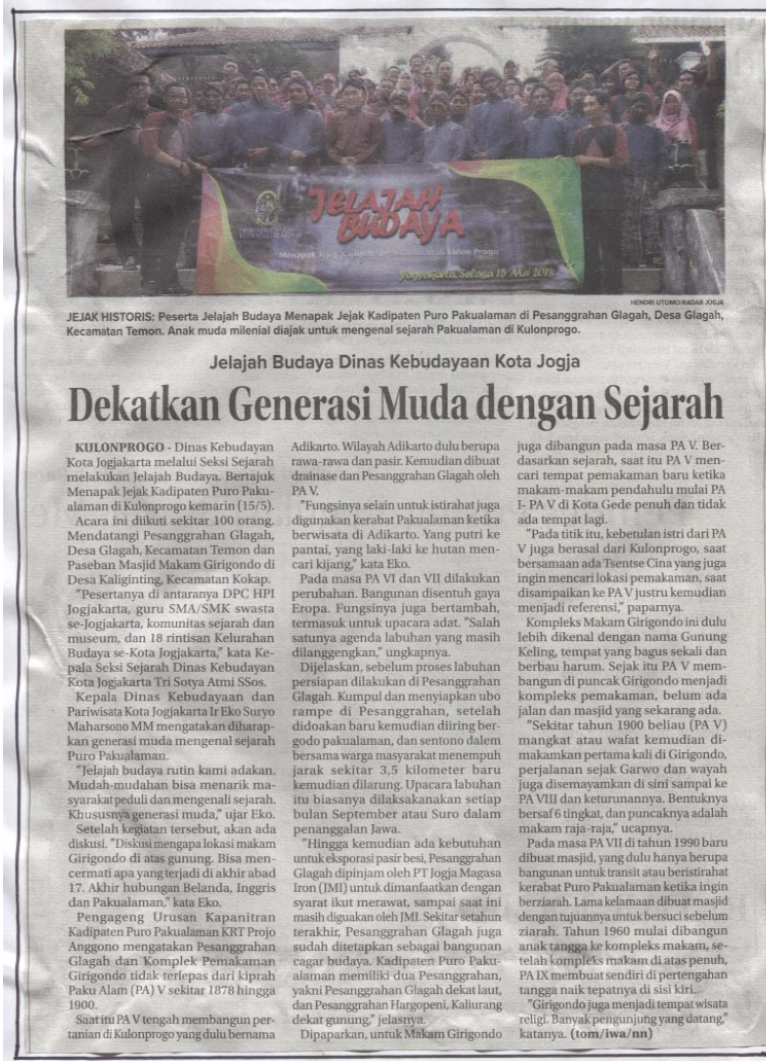 JELAJAH
BUDAYA
Menapak Jejak
di Kulon Progo
Yogyakarta, Selasa 15 Mei 2018
HENDRI UTOMO/RADAR JOGJA
JEJAK HISTORIS: Peserta Jelajah Budaya Menapak Jejak Kadipaten Puro Pakualaman di Pesanggrahan Glagah, Desa Glagah,
Kecamatan Temon. Anak muda milenial diajak untuk mengenal sejarah Pakualaman di Kulonprogo.
Jelajah Budaya Dinas Kebudayaan Kota Jogja
Dekatkan Generasi Muda dengan Sejarah
KULONPROGO - Dinas Kebudayan
Kota Jogjakarta melalui Seksi Sejarah
melakukan Jelajah Budaya. Bertajuk
Menapak Jejak Kadipaten Puro Paku-
alaman di Kulonprogo kemarin (15/5).
Acara ini diikuti sekitar 100 orang.
Mendatangi Pesanggrahan Glagah,
Desa Glagah, Kecamatan Temon dan
Paseban Masjid Makam Girigondo di
Desa Kaligintung, Kecamatan Kokap.
"Pesertanya di antaranya DPC HPI
Jogjakarta, guru SMA/SMK swasta
se-Jogjakarta, komunitas sejarah dan
museum, dan 18 rintisan Kelurahan
Budaya se-Kota Jogjakarta," kata Ke-
pala Seksi Sejarah Dinas Kebudayan
Kota Jogjakarta Tri Sotya Atmi SSos.
Kepala Dinas Kebudayaan dan
Pariwisata Kota Jogjakarta Ir Eko Suryo
Maharsono MM mengatakan diharap-
kan generasi muda mengenal sejarah
Puro Pakualaman.
"Jelajah budaya rutin kami adakan.
Mudah-mudahan bisa menarik ma-
syarakat peduli dan mengenali sejarah.
Khususnya generasi muda," ujar Eko.
Setelah kegiatan tersebut, akan ada
diskusi. "Diskusi mengapa lokasi makam
Girigondo di atas gunung. Bisa men-
cermati apa yang terjadi di akhir abad
17. Akhir hubungan Belanda, Inggris
dan Pakualaman," kata Eko.
Pengageng Urusan Kapanitran
Kadipaten Puro Pakualaman KRT Projo
Anggono mengatakan Pesanggrahan
Glagah dan Komplek Pemakaman
Girigondo tidak terlepas dari kiprah
Paku Alam (PA) V sekitar 1878 hingga
1900.
Saat itu PA V tengah membangun per-
tanian di Kulonprogo yang dulu bernama
Adikarto. Wilayah Adikarto dulu berupa
rawa-rawa dan pasir. Kemudian dibuat
drainase dan Pesanggrahan Glagah oleh
PA V.
"Fungsinya selain untuk istirahat juga
digunakan kerabat Pakualaman ketika
berwisata di Adikarto. Yang putri ke
pantai, yang laki-laki ke hutan men-
cari kijang," kata Eko.
Pada masa PA VI dan VII dilakukan
perubahan. Bangunan disentuh gaya
Eropa. Fungsinya juga bertambah,
termasuk untuk upacara adat. "Salah
satunya agenda labuhan yang masih
dilanggengkan," ungkapnya.
Dijelaskan, sebelum proses labuhan
persiapan dilakukan di Pesanggrahan
Glagah. Kumpul dan menyiapkan ubo
rampe di Pesanggrahan, setelah
didoakan baru kemudian diiring ber-
godo pakualaman, dan sentono dalem
bersama warga masyarakat menempuh
jarak sekitar 3,5 kilometer baru
kemudian dilarung. Upacara labuhan
itu biasanya dilaksakanakan setiap
bulan September atau Suro dalam
penanggalan Jawa.
"Hingga kemudian ada kebutuhan
untuk eksporasi pasir besi, Pesanggrahan
Glagah dipinjam oleh PT Jogja Magasa
Iron (JMI) untuk dimanfaatkan dengan
syarat ikut merawat, sampai saat ini
masih diguakan oleh JMI. Sekitar setahun
terakhir, Pesanggrahan Glagah juga
sudah ditetapkan sebagai bangunan
cagar budaya. Kadipaten Puro Paku-
alaman memiliki dua Pesanggrahan,
yakni Pesanggrahan Glagah dekat laut,
dan Pesanggrahan Hargopeni, Kaliurang
dekat gunung," jelasnya.
Dipaparkan, untuk Makam Girigondo
juga dibangun pada masa PA V. Ber-
dasarkan sejarah, saat itu PA V men-
cari tempat pemakaman baru ketika
makam-makam pendahulu mulai PA
I- PA V di Kota Gede penuh dan tidak
ada tempat lagi.
"Pada titik itu, kebetulan istri dari PA
V juga berasal dari Kulonprogo, saat
bersamaan ada Tsentse Cina yang juga
ingin mencari lokasi pemakaman, saat
disampaikan ke PA V justru kemudian
menjadi referensi," paparnya.
Kompleks Makam Girigondo ini dulu
lebih dikenal dengan nama Gunung
Keling, tempat yang bagus sekali dan
berbau harum. Sejak itu PA V mem-
bangun di puncak Girigondo menjadi
kompleks pemakaman, belum ada
jalan dan masjid yang sekarang ada.
"Sekitar tahun 1900 beliau (PA V)
mangkat atau wafat kemudian di-
makamkan pertama kali di Girigondo,
perjalanan sejak Garwo dan wayah
juga disemayamkan di sini sampai ke
PA VIII dan keturunannya. Bentuknya
bersaf 6 tingkat, dan puncaknya adalah
makam raja-raja," ucapnya.
Pada masa PA VII di tahun 1990 baru
dibuat masjid, yang dulu hanya berupa
bangunan untuk transit atau beristirahat
kerabat Puro Pakualaman ketika ingin
berziarah. Lama kelamaan dibuat masjid
dengan tujuannya untuk bersuci sebelum
ziarah. Tahun 1960 mulai dibangun
anak tangga ke kompleks makam, se-
telah kompleks makam di atas penuh,
PA IX membuat sendiri di pertengahan
tangga naik tepatnya di sisi kiri..
"Girigondo juga menjadi tempat wisata
religi. Banyak pengunjung yang datang,"
katanya. (tom/iwa/nn)